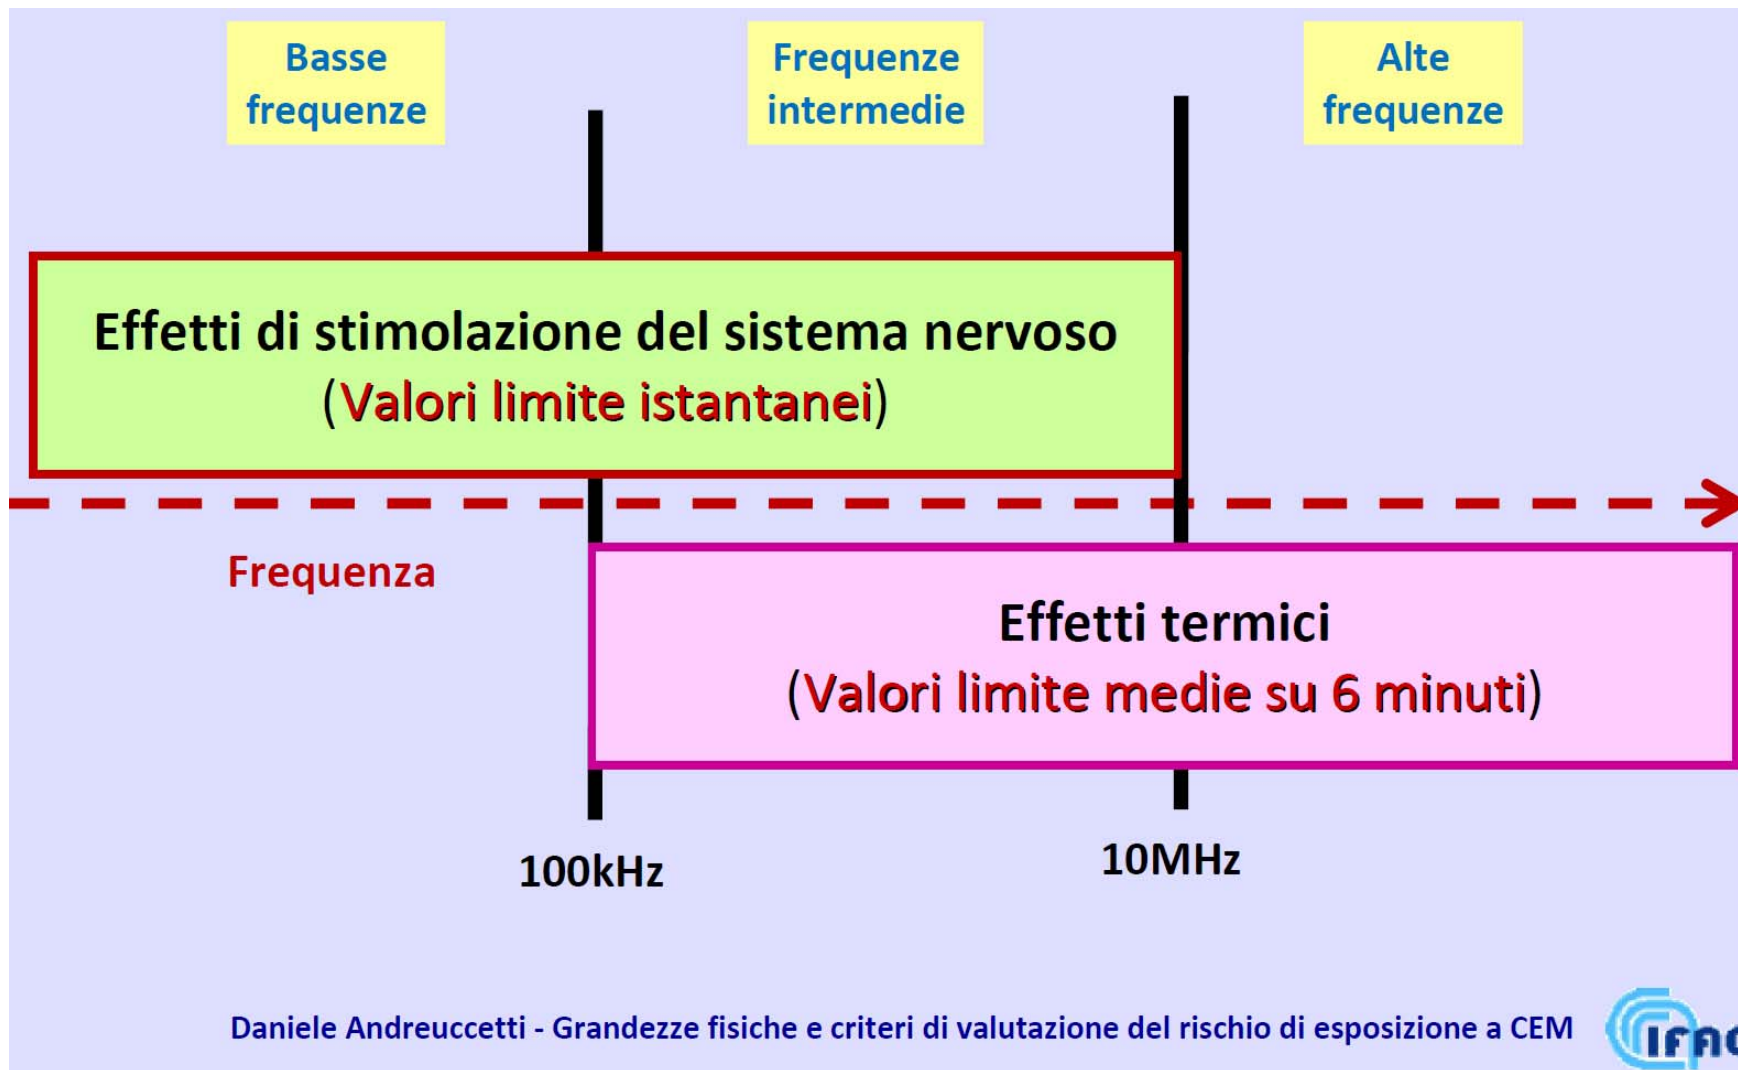 Basse
frequenze
Frequenze
intermedie
Alte
frequenze
Effetti di stimolazione del sistema nervoso
(Valori limite istantanei)
Frequenza
Effetti termici
(Valori limite medie su 6 minuti)
100kHz
10MHz
Daniele Andreuccetti - Grandezze fisiche e criteri di valutazione del rischio di esposizione a CEM
IFAC